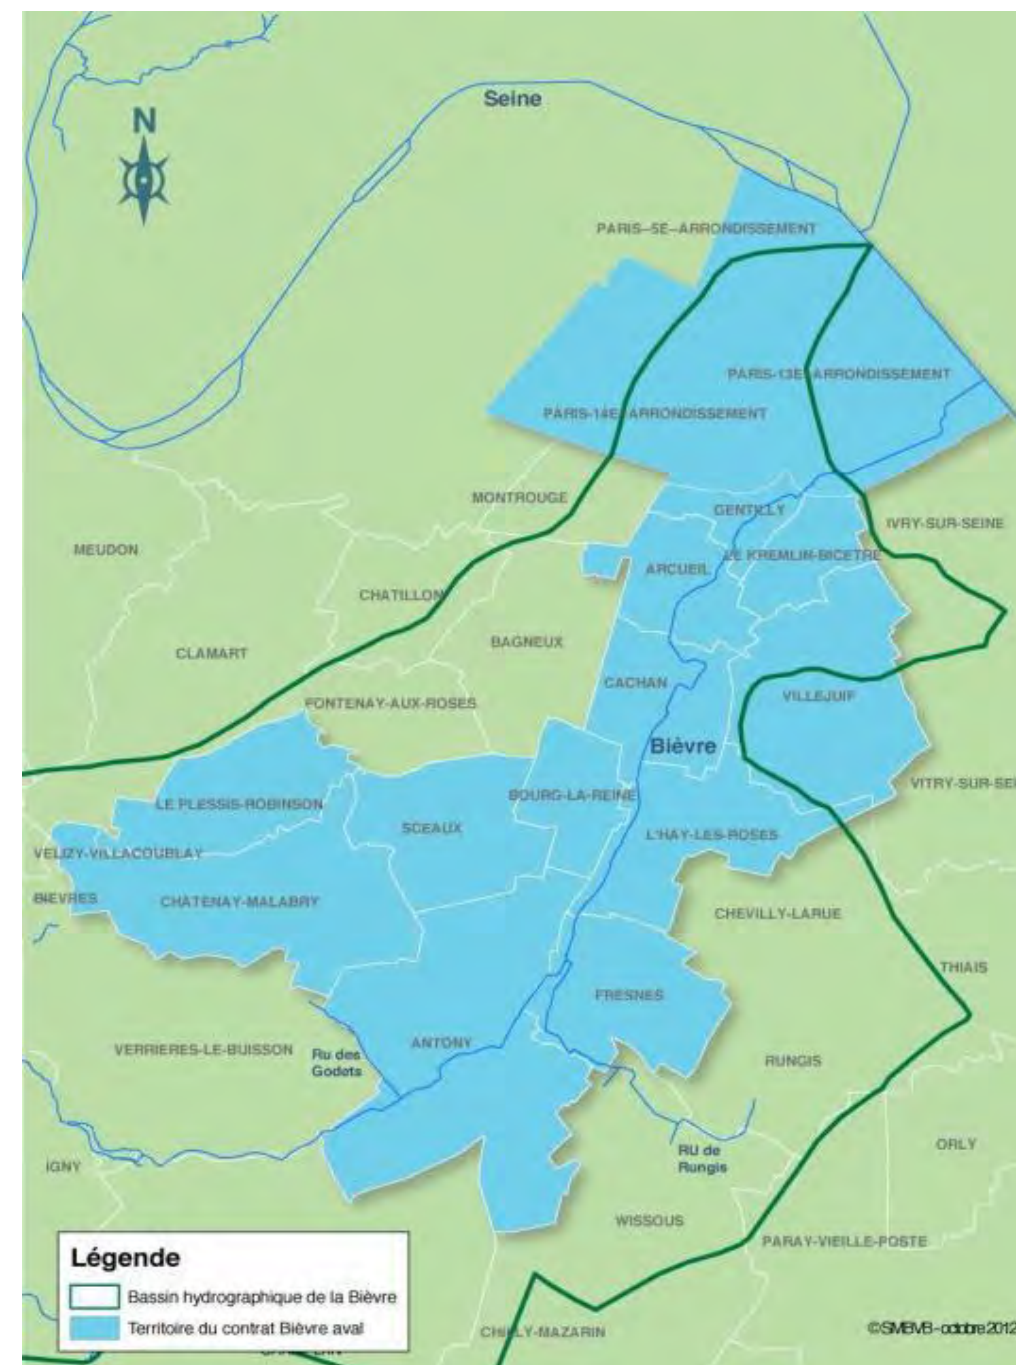 Seine
N
PARIS--5E--ARRONDISSEMENT
PARIS-13E-ARRONDISSEMENT
PARIS-14E-ARRONDISSEMENT
MONTROUGE
GENTILLY
IVRY-SUR-SEINE
MEUDON
LE KREMLIN-BICETRE
ARCUEIL
CHATILLON
BAGNEUX
CLAMART
CACHAN
VILLEJUIF
FONTENAY-AUX-ROSES
Bièvre
VITRY-SUR-SEI
BOURG-LA-REINE
LE PLESSIS-ROBINSON
SCEAUX
L'HAY-LES-ROSES
VELIZY-VILLACOUBLAY
BIEVRES
CHATENAY-MALABRY
CHEVILLY-LARUE
THIAIS
FRESNES
ANTONY
VERRIERES-LE-BUISSON
Ru des
Godets
RUNGIS
ORLY
RU de
Rungis
IGNY
WISSOUS
PARAY-VIEILLE-POSTE
Légende
Bassin hydrographique de la Bièvre
Territoire du contrat Bièvre aval
CHILLY-MAZARIN
©SMBVB - octobre 2012